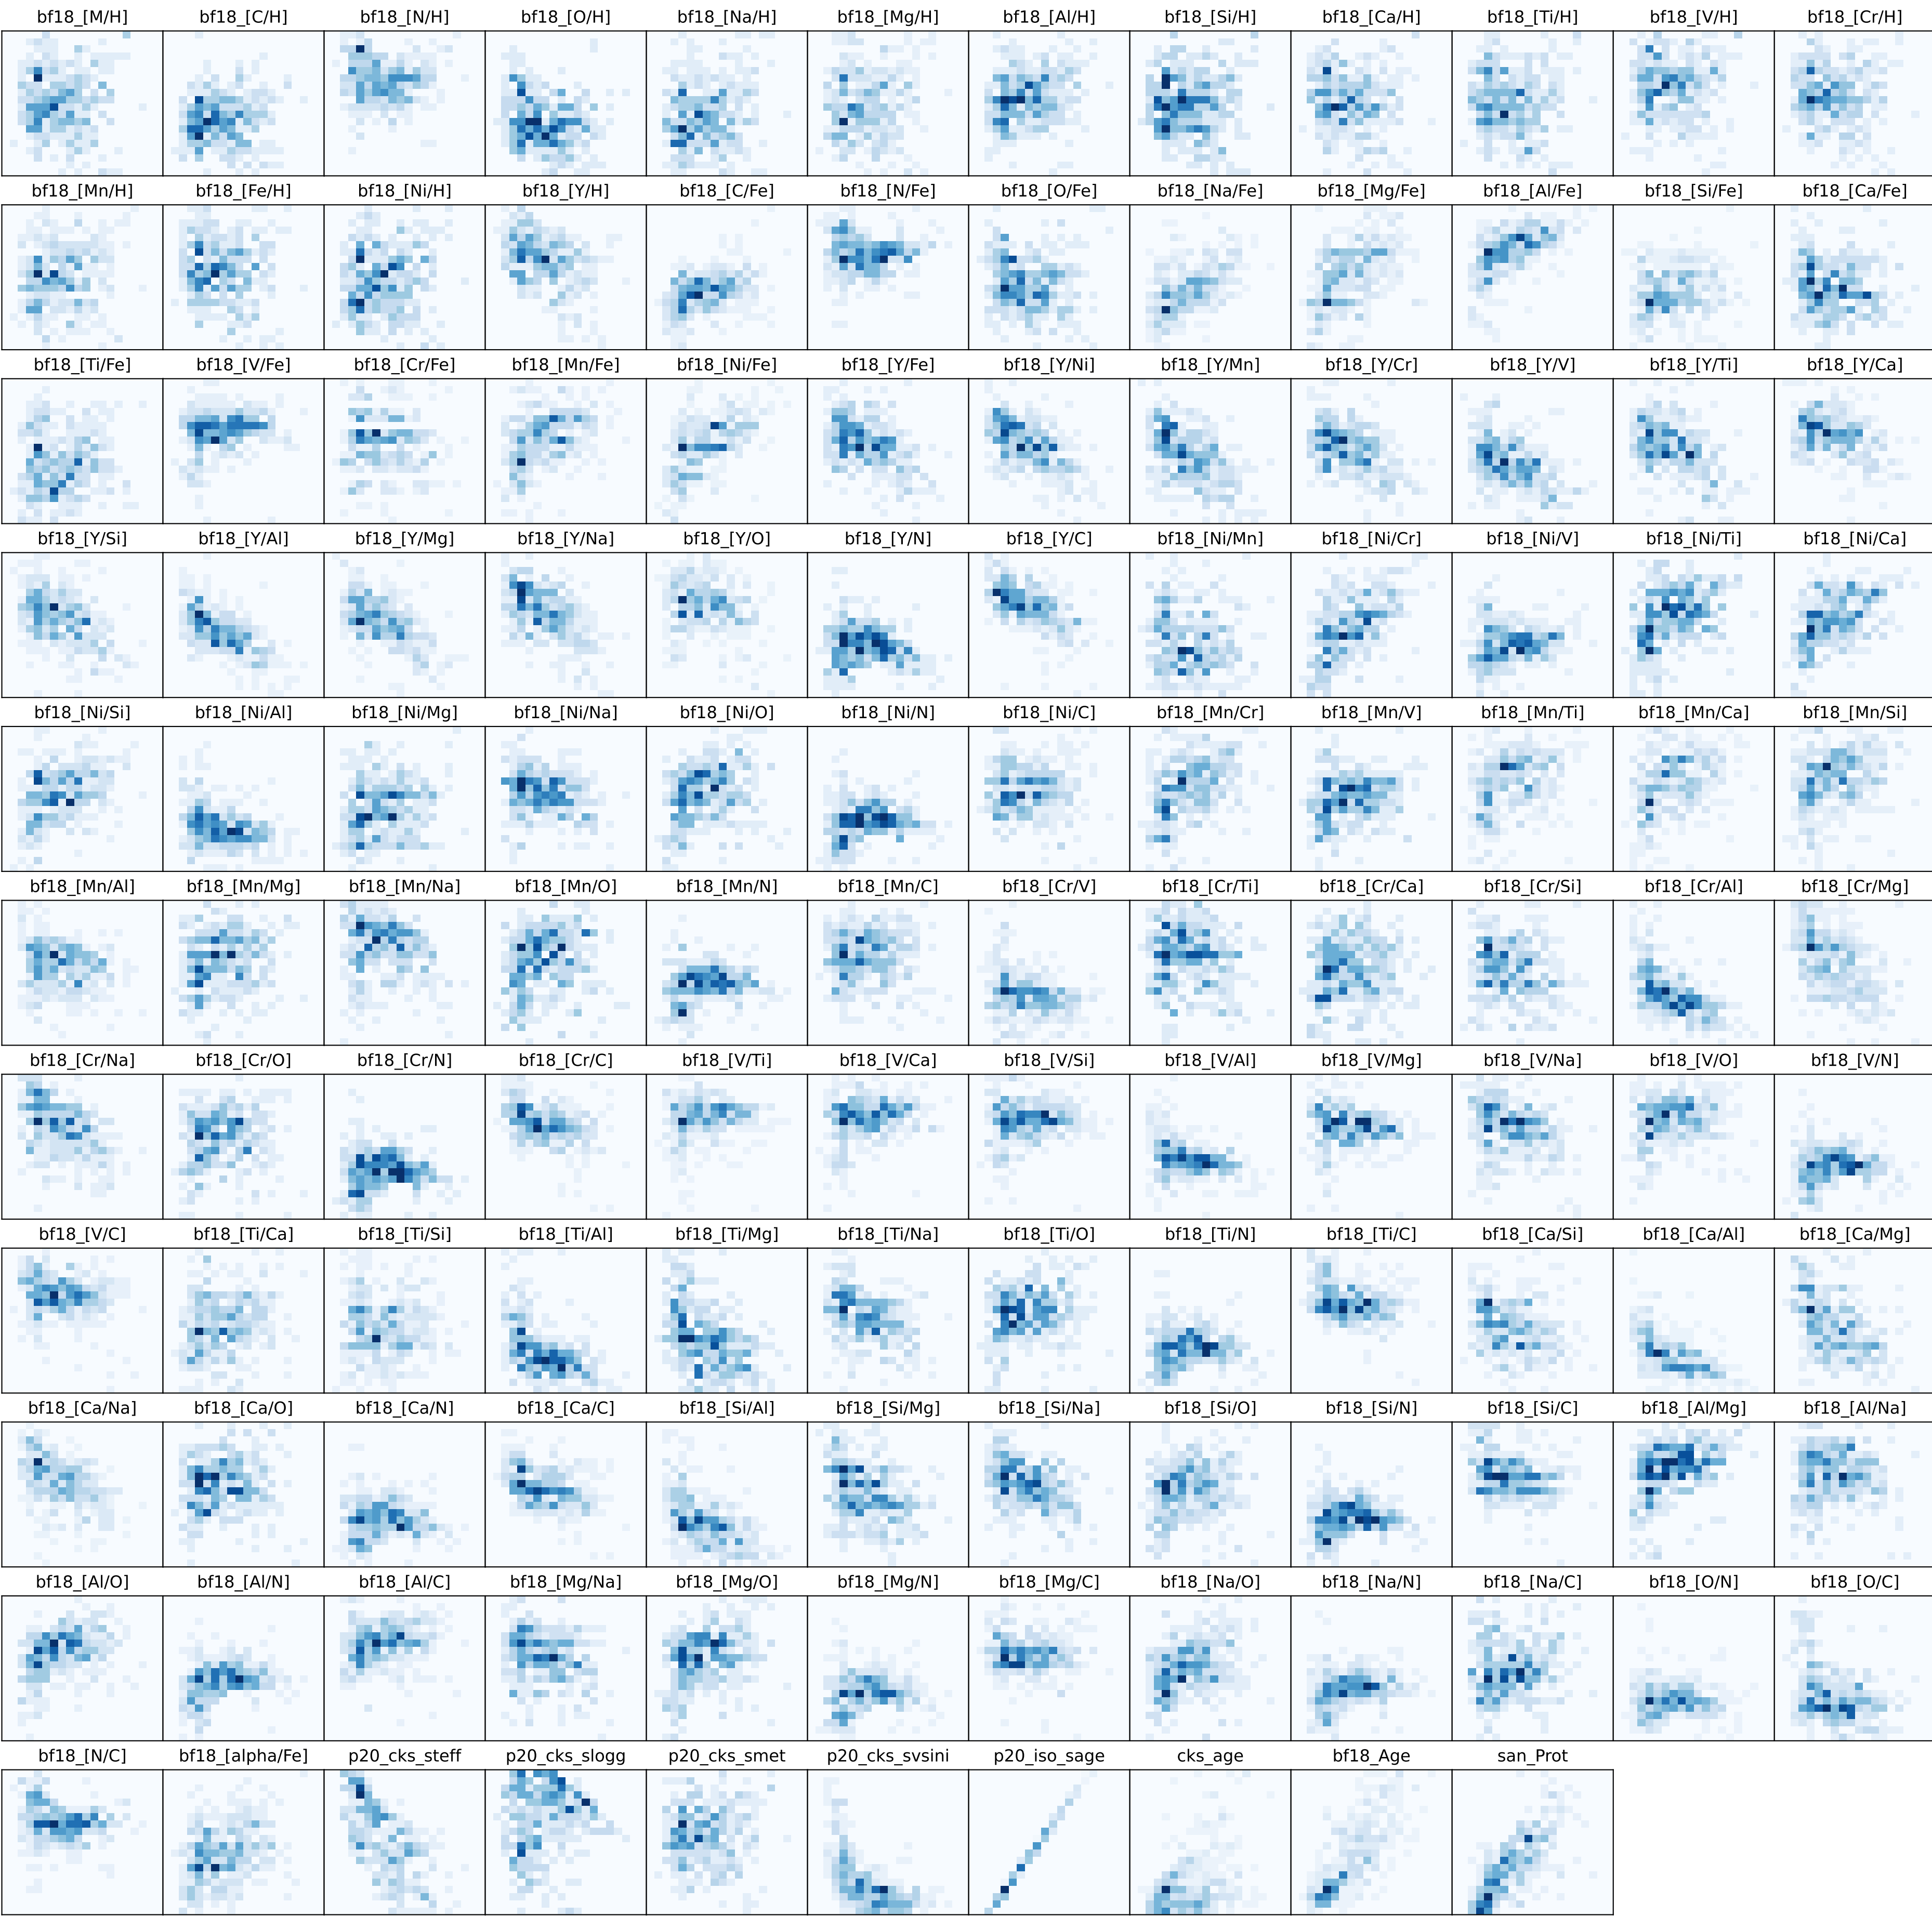 bf18_[M/H] bf18_[C/H] bf18_[N/H] bf18_[O/H] bf18_[Na/H] bf18_[Mg/H] bf18_[Al/H] bf18_[Si/H] bf18_[Ca/H] bf18_[Ti/H] bf18_[V/H] bf18_[Cr/H]
bf18_[Mn/H] bf18_[Fe/H] bf18_[Ni/H] bf18_[Y/H] bf18_[C/Fe] bf18_[N/Fe] bf18_[O/Fe] bf18_[Na/Fe] bf18_[Mg/Fe] bf18_[Al/Fe] bf18_[Si/Fe] bf18_[Ca/Fe]
bf18_[Ti/Fe] bf18_[V/Fe] bf18_[Cr/Fe] bf18_[Mn/Fe] bf18_[Ni/Fe] bf18_[Y/Fe] bf18_[Y/Ni] bf18_[Y/Mn] bf18_[Y/Cr] bf18_[Y/V] bf18_[Y/Ti] bf18_[Y/Ca]
bf18_[Y/Si] bf18_[Y/Al] bf18_[Y/Mg] bf18_[Y/Na] bf18_[Y/O] bf18_[Y/N] bf18_[Y/C] bf18_[Ni/Mn] bf18_[Ni/Cr] bf18_[Ni/V] bf18_[Ni/Ti] bf18_[Ni/Ca]
bf18_[Ni/Si] bf18_[Ni/Al] bf18_[Ni/Mg] bf18_[Ni/Na] bf18_[Ni/O] bf18_[Ni/N] bf18_[Ni/C] bf18_[Mn/Cr] bf18_[Mn/V] bf18_[Mn/Ti] bf18_[Mn/Ca] bf18_[Mn/Si]
bf18_[Mn/Al] bf18_[Mn/Mg] bf18_[Mn/Na] bf18_[Mn/O] bf18_[Mn/N] bf18_[Mn/C] bf18_[Cr/V] bf18_[Cr/Ti] bf18_[Cr/Ca] bf18_[Cr/Si] bf18_[Cr/Al] bf18_[Cr/Mg]
bf18_[Cr/Na] bf18_[Cr/O] bf18_[Cr/N] bf18_[Cr/C] bf18_[V/Ti] bf18_[V/Ca] bf18_[V/Si] bf18_[V/Al] bf18_[V/Mg] bf18_[V/Na] bf18_[V/O] bf18_[V/N]
bf18_[V/C] bf18_[Ti/Ca] bf18_[Ti/Si] bf18_[Ti/Al] bf18_[Ti/Mg] bf18_[Ti/Na] bf18_[Ti/O] bf18_[Ti/N] bf18_[Ti/C] bf18_[Ca/Si] bf18_[Ca/Al] bf18_[Ca/Mg]
bf18_[Ca/Na] bf18_[Ca/O] bf18_[Ca/N] bf18_[Ca/C] bf18_[Si/Al] bf18_[Si/Mg] bf18_[Si/Na] bf18_[Si/O] bf18_[Si/N] bf18_[Si/C] bf18_[Al/Mg] bf18_[Al/Na]
bf18_[Al/O] bf18_[Al/N] bf18_[Al/C] bf18_[Mg/Na] bf18_[Mg/O] bf18_[Mg/N] bf18_[Mg/C] bf18_[Na/O] bf18_[Na/N] bf18_[Na/C] bf18_[O/N] bf18_[O/C]
bf18_[N/C] bf18_[alpha/Fe] p20_cks_steff p20_cks_slogg p20_cks_smet p20_cks_svsini p20_iso_sage cks_age bf18_Age san_Prot